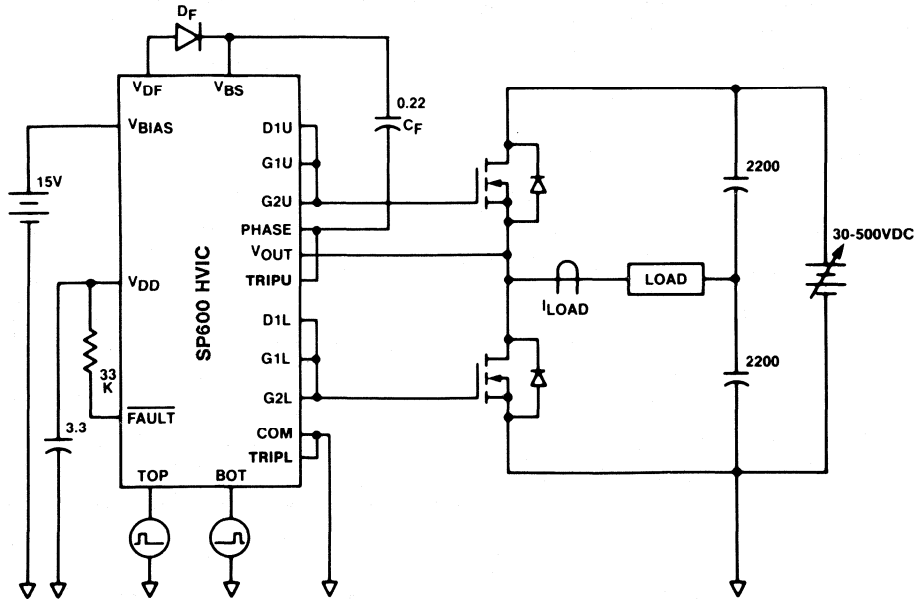 DF
VDF
VBS
0.22
CF
VBIAS
D1U
15V
G1U
2200
G2U
PHASE
VOUT
30-500VDC
VDD
TRIPU
LOAD
ILOAD
SP600 HVIC
D1L
33
K
G1L
2200
G2L
FAULT
3.3
COM
TRIPL
TOP
BOT